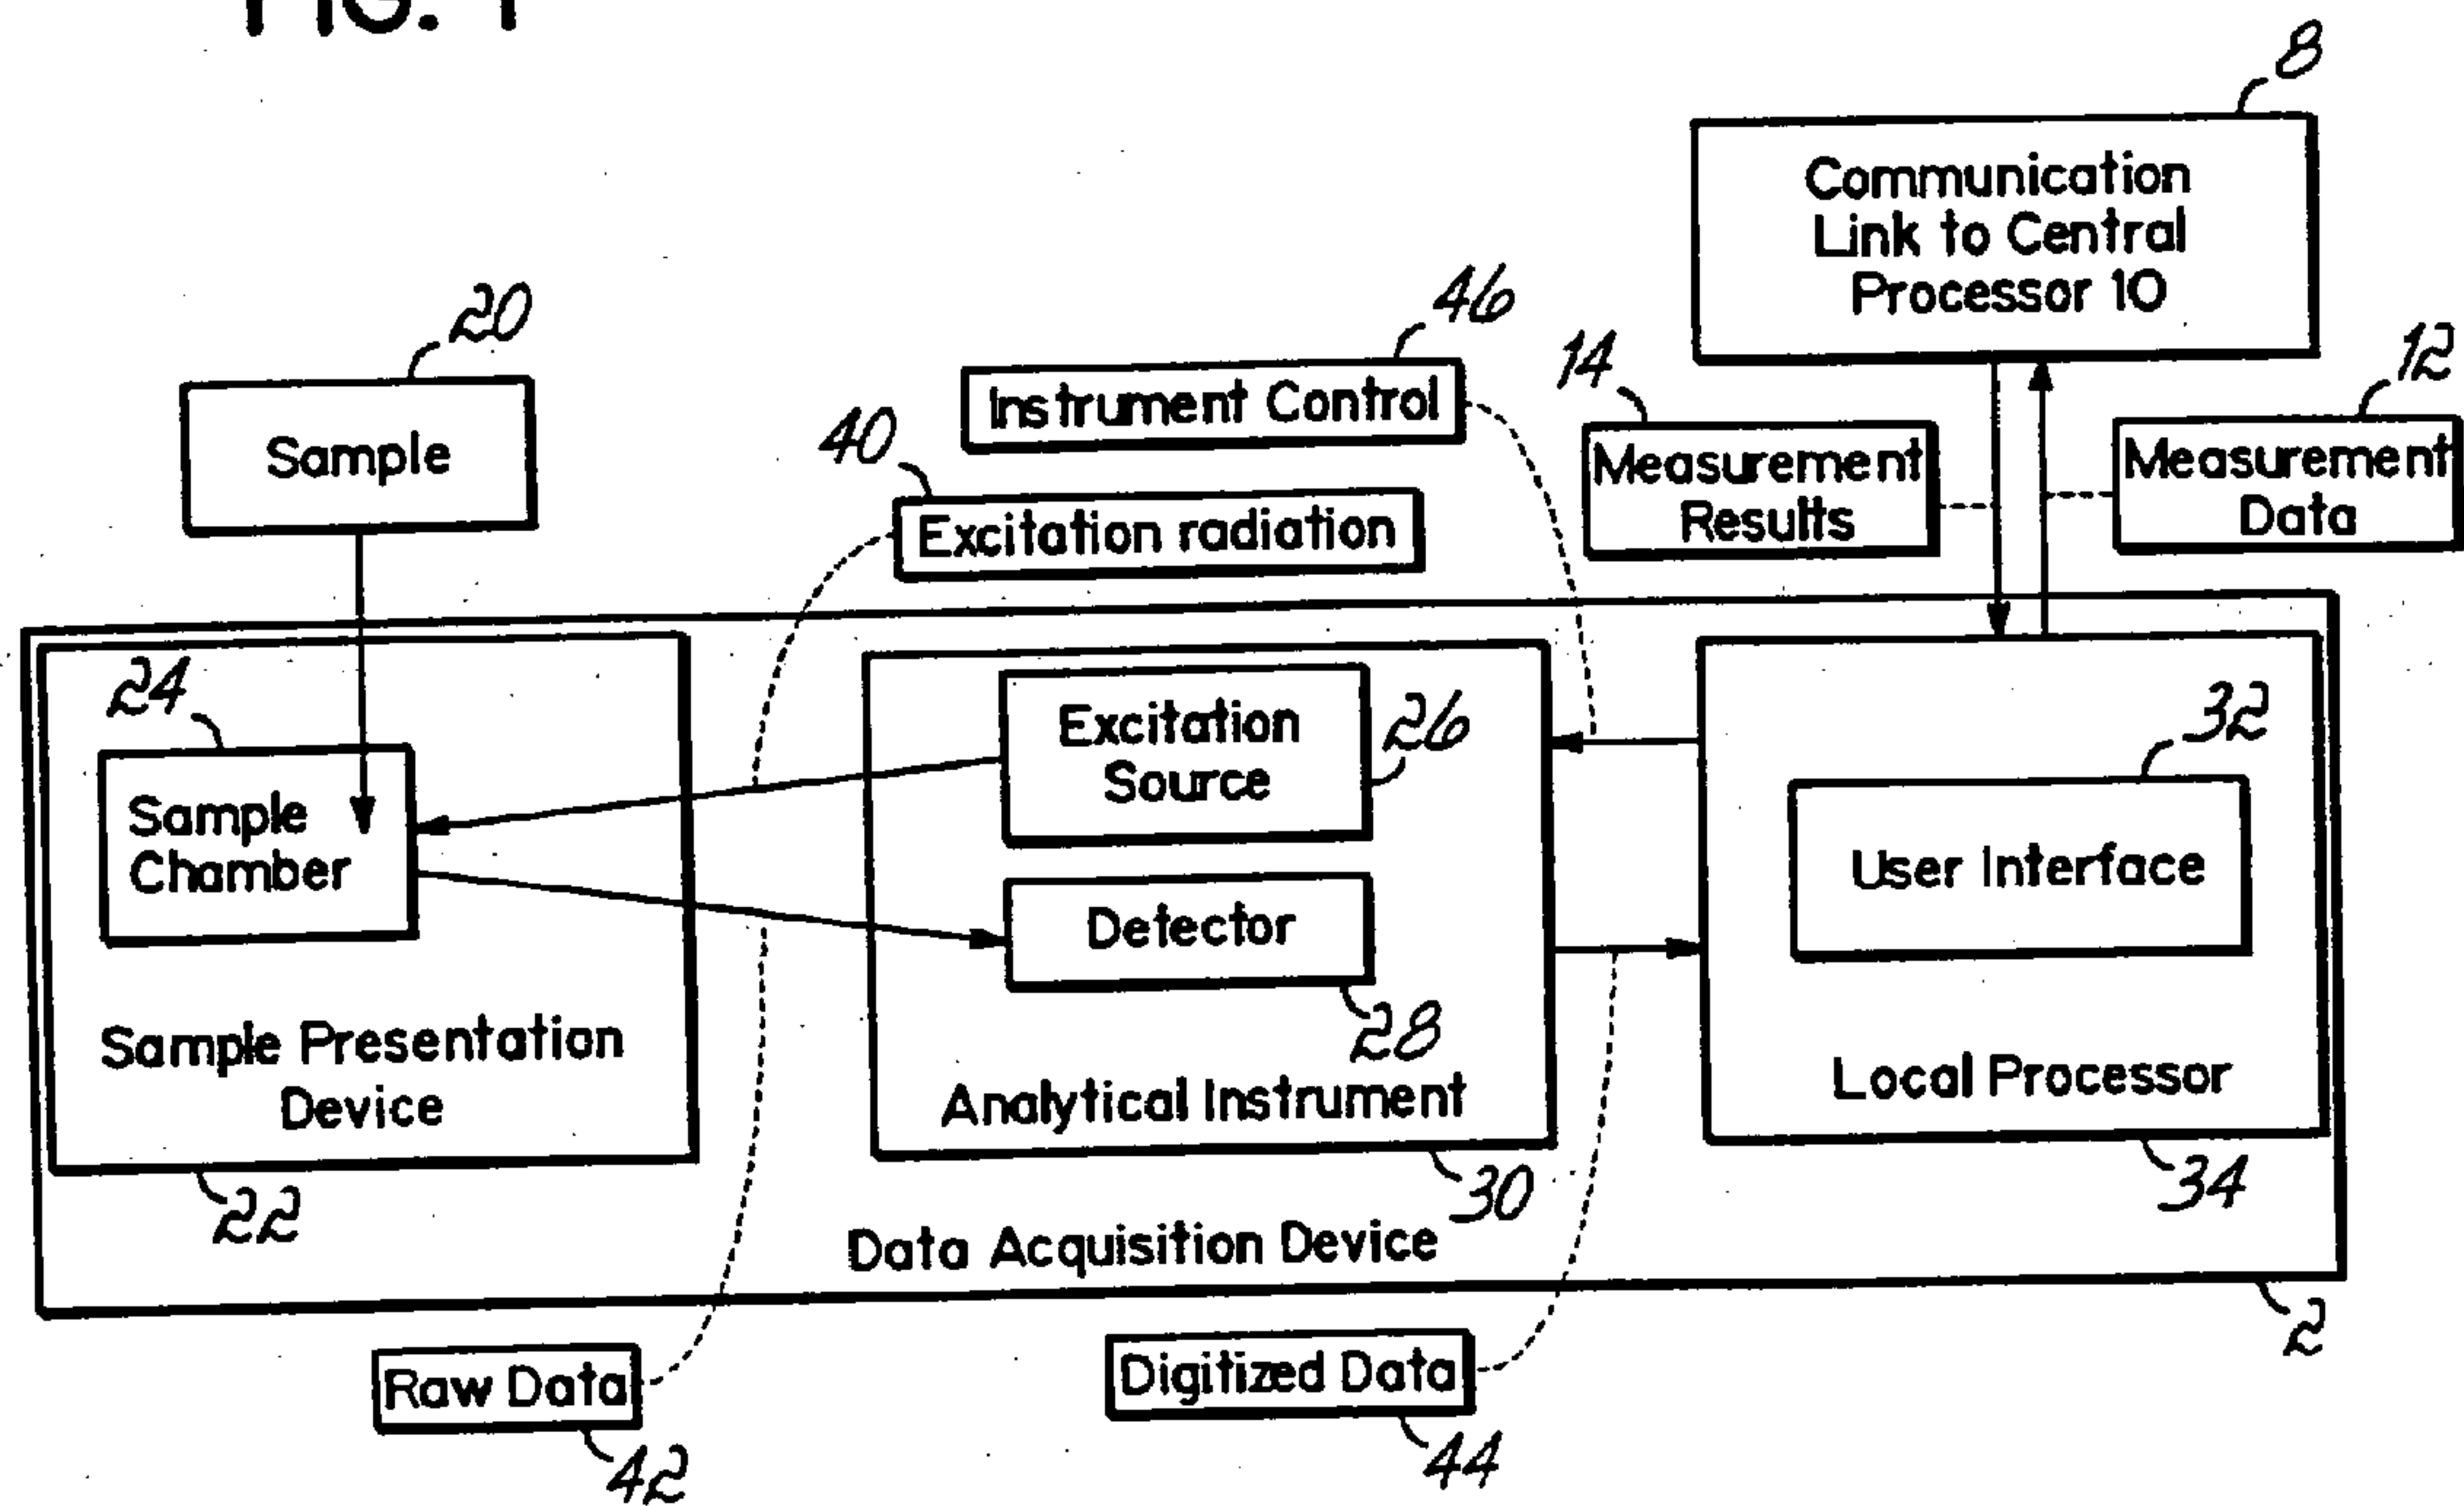 FIG. 1
8
Communication
Link to Central
Processor 10
20
Sample
46
Instrument Control
14
Measurement
Results
12
Measurement
Data
40
Excitation radiation
24
Sample
Chamber
Sample Presentation
Device
22
Excitation
Source
26
Detector
28
Analytical Instrument
30
32
User Interface
Local Processor
34
Data Acquisition Device
2
Raw Data
42
Digitized Data
44